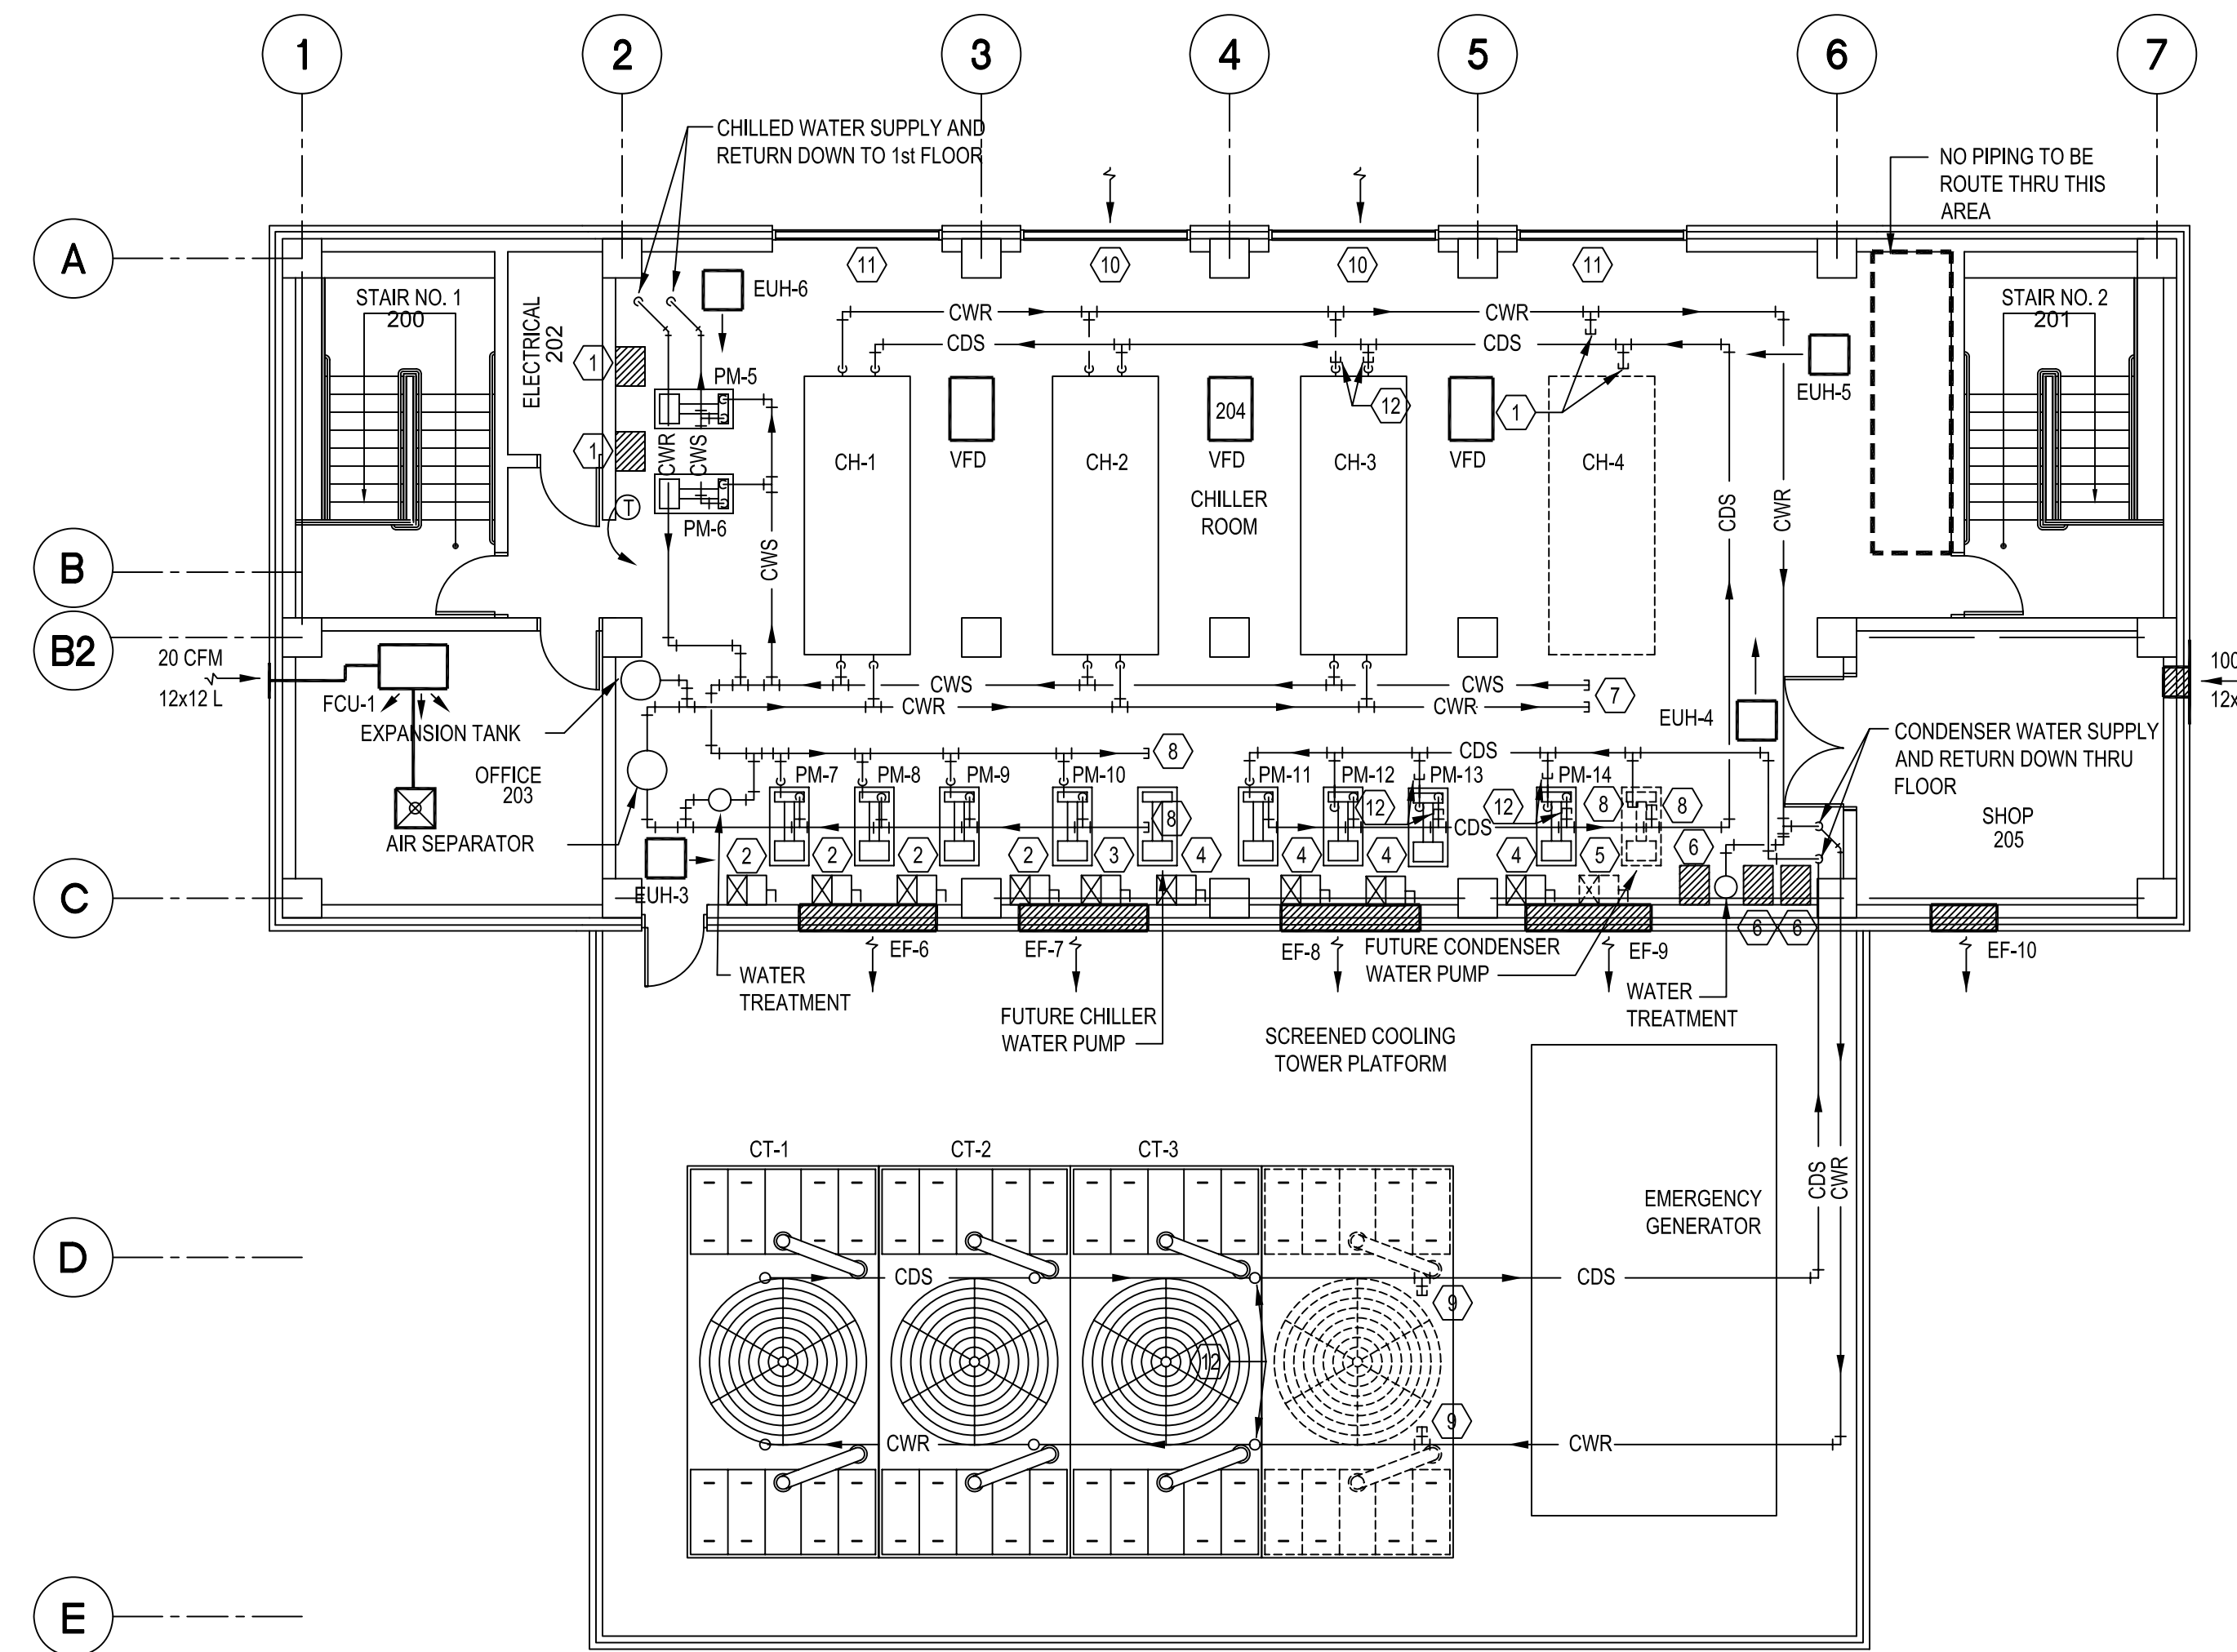 1
2
3
4
5
6
7
CHILLED WATER SUPPLY AND
RETURN DOWN TO 1st FLOOR
NO PIPING TO BE
ROUTE THRU THIS
AREA
A
11
10
10
11
STAIR NO. 1
200
ELECTRICAL
202
EUH-6
CWR
CWR
CDS
CDS
STAIR NO. 2
201
1
1
PM-5
CWR
CWS
PM-6
T
CWS
CH-1
VFD
CH-2
204
VFD
CHILLER
ROOM
CH-3
12
VFD
1
CH-4
EUH-5
CDS
CWR
B
B2
20 CFM
12x12 L
FCU-1
EXPANSION TANK
OFFICE
203
AIR SEPARATOR
CWS
CWS
CWR
CWR
7
EUH-4
100
12x
CONDENSER WATER SUPPLY
AND RETURN DOWN THRU
FLOOR
SHOP
205
8
CDS
PM-7
PM-8
PM-9
PM-10
PM-11
PM-12
PM-13
PM-14
8
12
12
8
8
CDS
2
2
2
2
3
4
4
4
4
5
6
C
EUH-3
6
6
EF-6
EF-7
EF-8
EF-9
EF-10
WATER
TREATMENT
FUTURE CHILLER
WATER PUMP
FUTURE CONDENSER
WATER PUMP
WATER
TREATMENT
SCREENED COOLING
TOWER PLATFORM
CT-1
CT-2
CT-3
EMERGENCY
GENERATOR
CDS
CWR
D
CDS
CDS
9
12
9
CWR
CWR
E